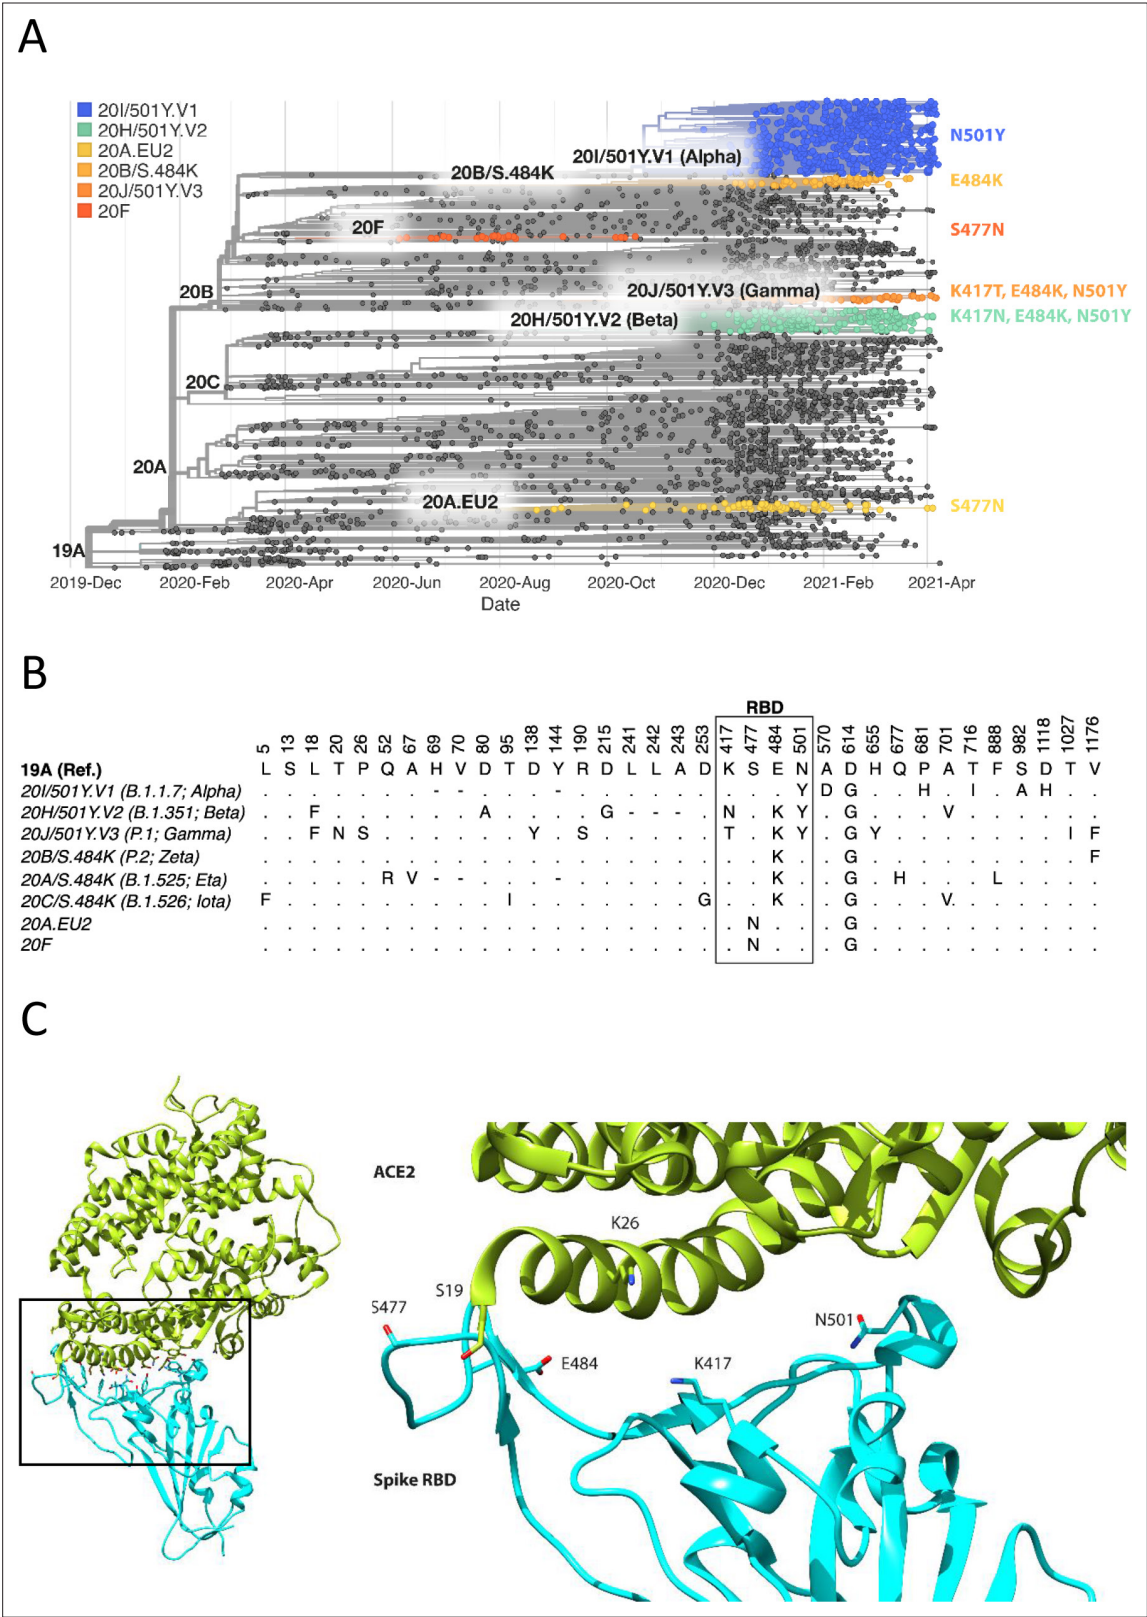 A
20I/501Y.V1
20H/501Y.V2
20A.EU2
20B/S.484K
20J/501Y.V3
20F
20I/501Y.V1 (Alpha)
N501Y
20B/S.484K
E484K
20F
S477N
20J/501Y.V3 (Gamma)
K417T, E484K, N501Y
20B
20H/501Y.V2 (Beta)
K417N, E484K, N501Y
20C
20A
20A.EU2
S477N
19A
2019-Dec 2020-Feb 2020-Apr 2020-Jun 2020-Aug 2020-Oct 2020-Dec 2021-Feb 2021-Apr
Date
B
RBD
5 13 18 20 26 52 67 69 70 80 95 138 144 190 215 241 242 243 253 417 477 484 501 570 614 655 677 681 701 716 888 982 1118 1027 1176
19A (Ref.) L S L T P Q A H V D T D Y R D L L A D K S E N A D H Q P A T F S D T V
20I/501Y.V1 (B.1.1.7; Alpha) . . . . . . . - - . . . - . . . . . . . . . Y D G . . H . I . A H . .
20H/501Y.V2 (B.1.351; Beta) . . F . . . . . . A . . . . G - - - . N . K Y . G . . . V . . . . . .
20J/501Y.V3 (P.1; Gamma) . . F N S . . . . . . Y . S . . . . . T . K Y . G Y . . . . . . . I F
20B/S.484K (P.2; Zeta) . . . . . . . . . . . . . . . . . . . . . K . . G . . . . . . . . . F
20A/S.484K (B.1.525; Eta) . . . . . R V - - . . . - . . . . . . . . K . . G . H . . . L . . . .
20C/S.484K (B.1.526; Iota) F . . . . . . . . . I . . . . . . . G . . K . . G . . . V . . . . . .
20A.EU2 . . . . . . . . . . . . . . . . . . . . N . . . G . . . . . . . . . .
20F . . . . . . . . . . . . . . . . . . . . N . . . G . . . . . . . . . .
C
ACE2
K26
S19
S477
N501
E484
K417
Spike RBD